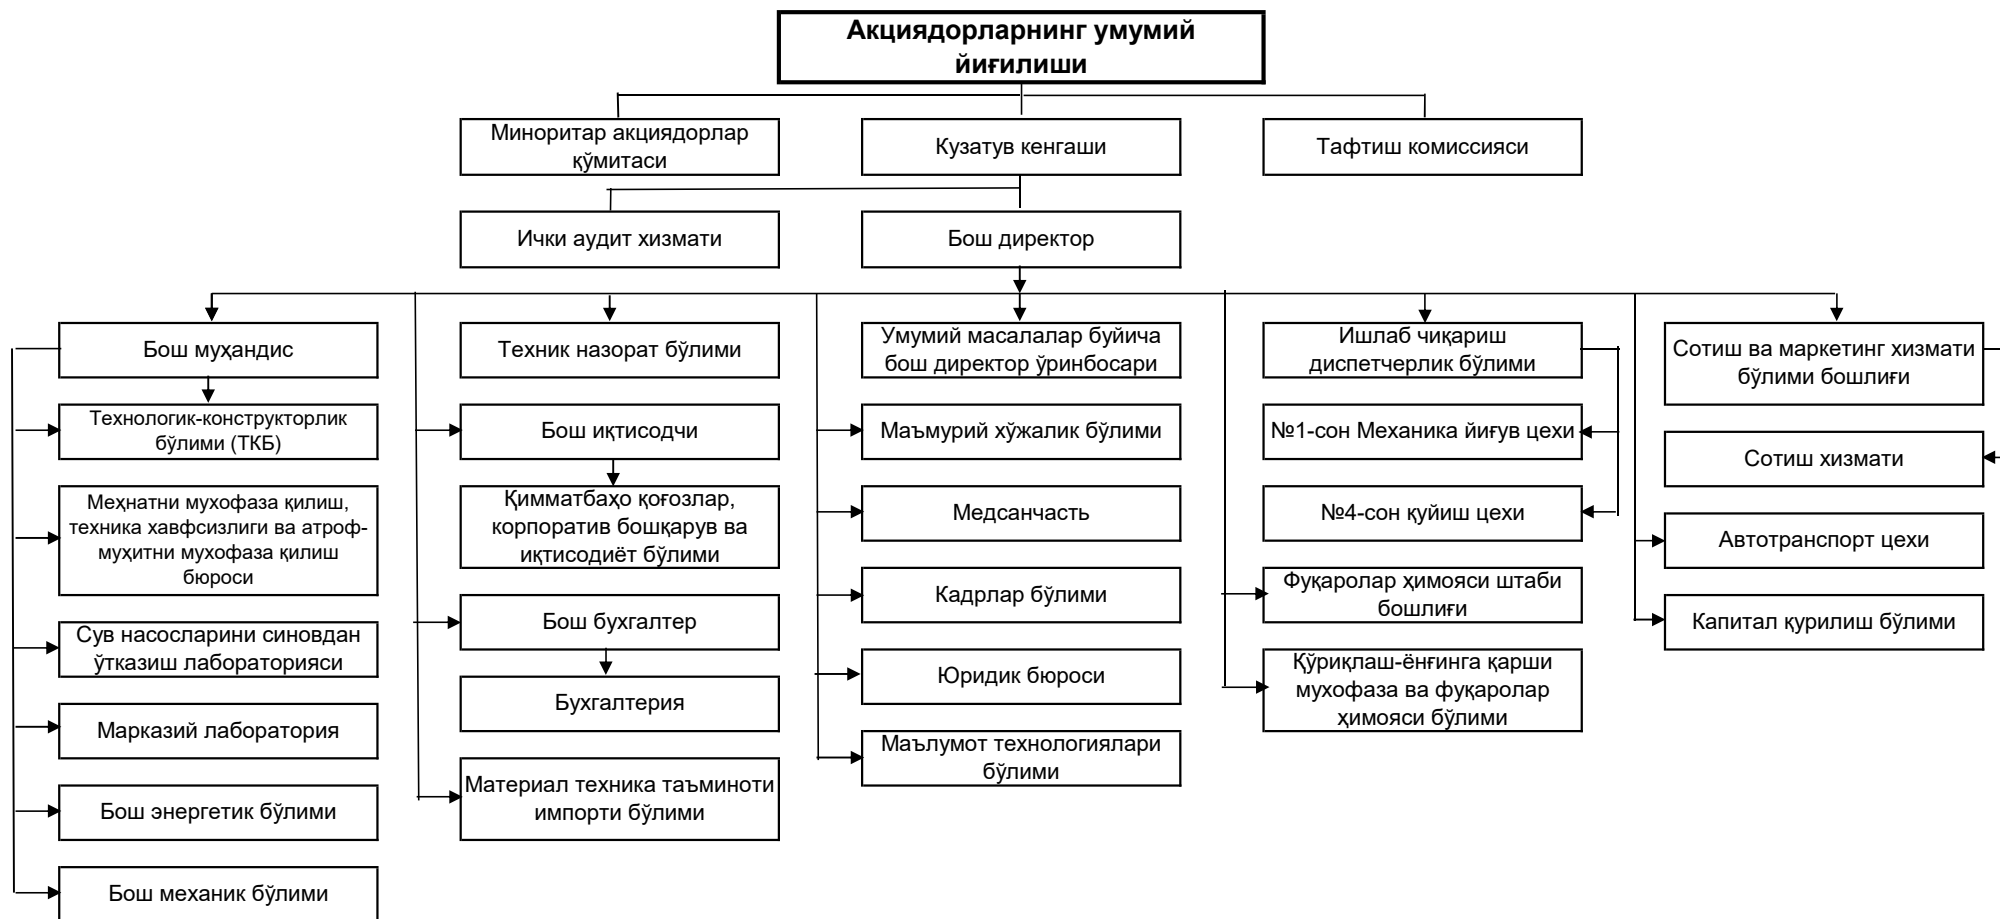 Акциядорларнинг умумий
йиғилиши
Миноритар акциядорлар
қўмитаси
Кузатув кенгаши
Тафтиш комиссияси
Ички аудит хизмати
Бош директор
Бош муҳандис
Технологик-конструкторлик
бўлими (ТКБ)
Меҳнатни мухофаза қилиш,
техника хавфсизлиги ва атроф-
муҳитни мухофаза қилиш
бюроси
Сув насосларини синовдан
ўтказиш лабораторияси
Марказий лаборатория
Бош энергетик бўлими
Бош механик бўлими
Техник назорат бўлими
Бош иқтисодчи
Қимматбаҳо қоғозлар,
корпоратив бошқарув ва
иқтисодиёт бўлими
Бош бухгалтер
Бухгалтерия
Материал техника таъминоти
импорти бўлими
Умумий масалалар буйича
бош директор ўринбосари
Маъмурий хўжалик бўлими
Медсанчасть
Кадрлар бўлими
Юридик бюроси
Маълумот технологиялари
бўлими
Ишлаб чиқариш
диспетчерлик бўлими
№1-сон Механика йиғув цехи
№4-сон қуйиш цехи
Фуқаролар ҳимояси штаби
бошлиғи
Қўриқлаш-ёнғинга қарши
мухофаза ва фуқаролар
ҳимояси бўлими
Сотиш ва маркетинг хизмати
бўлими бошлиғи
Сотиш хизмати
Автотранспорт цехи
Капитал қурилиш бўлими